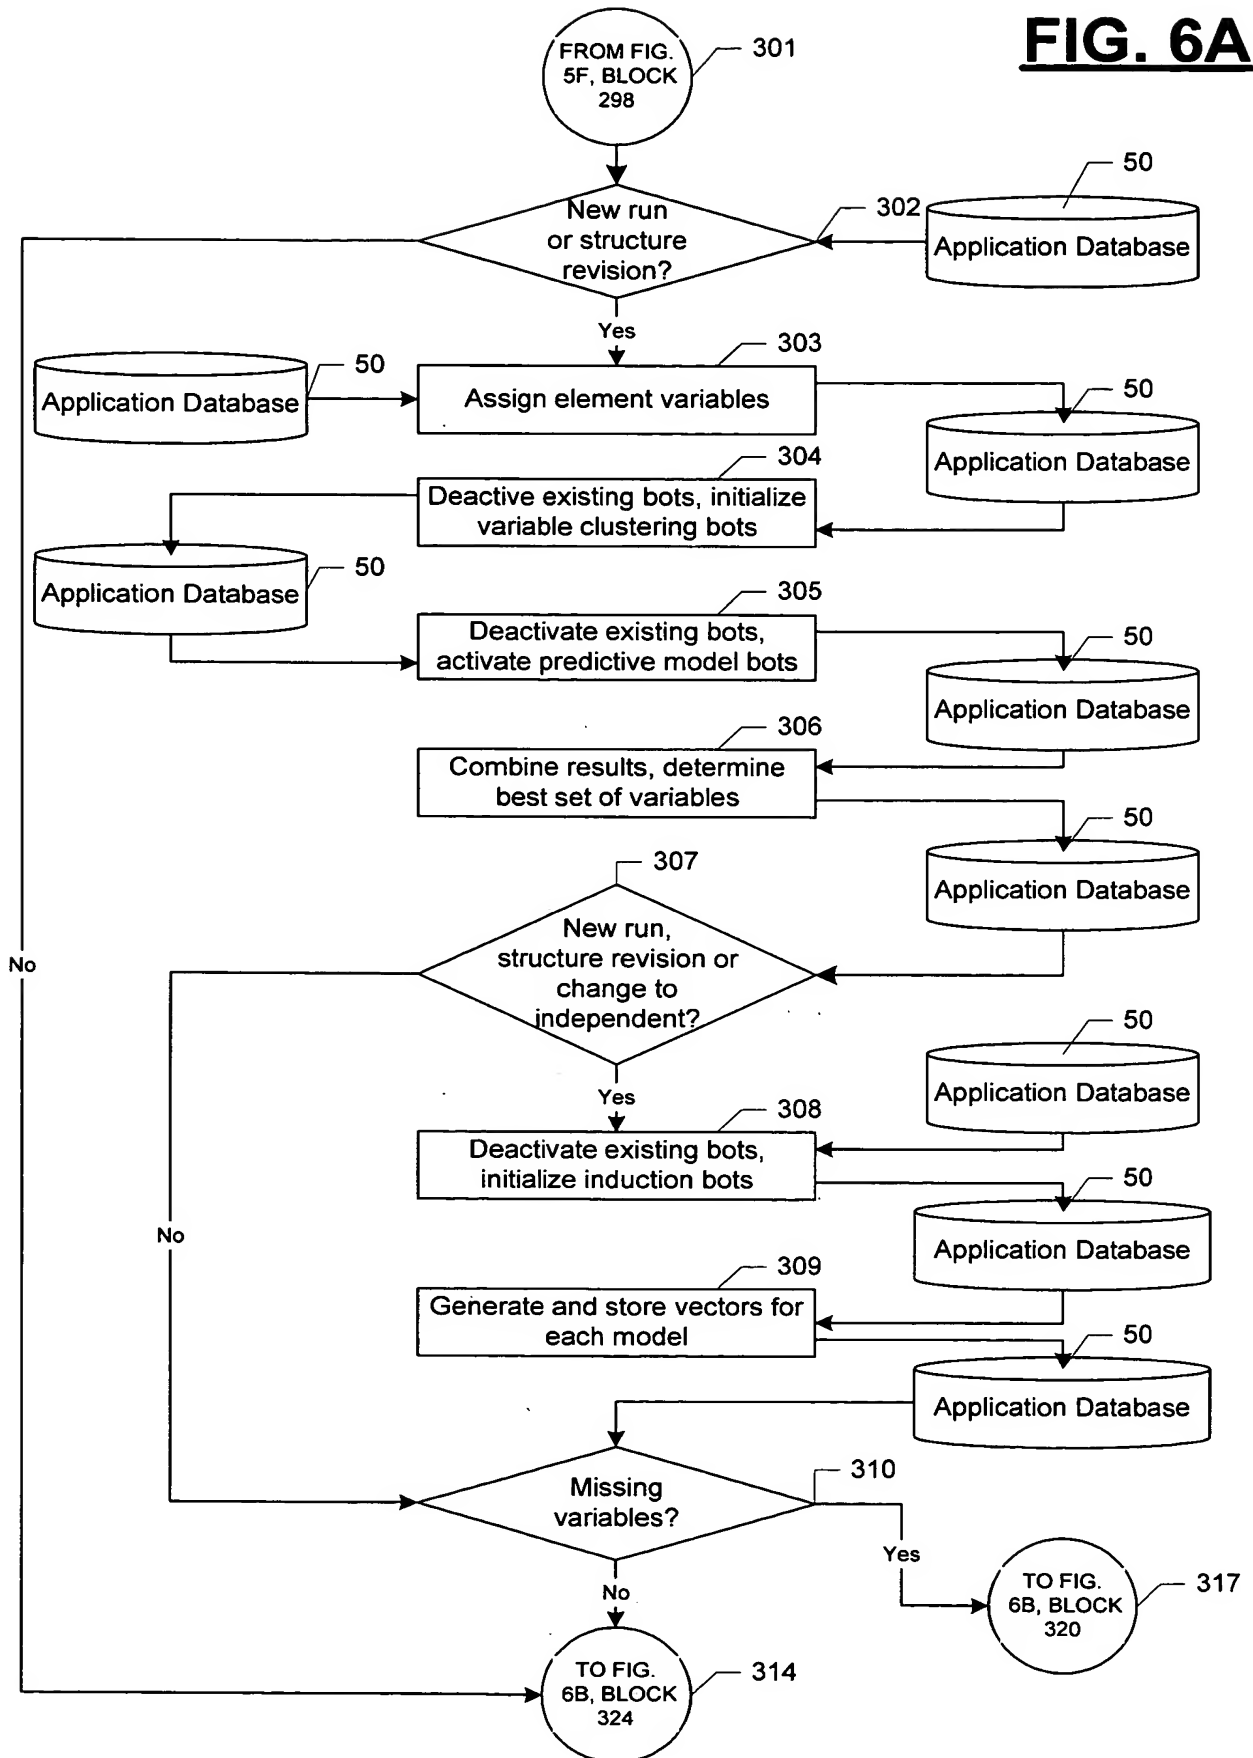 FIG. 6A
FROM FIG.
5F, BLOCK
298
301
New run
or structure
revision?
302
50
Application Database
Yes
303
50
Application Database
Assign element variables
50
Application Database
304
Deactive existing bots, initialize
variable clustering bots
50
Application Database
305
Deactivate existing bots,
activate predictive model bots
50
Application Database
306
Combine results, determine
best set of variables
50
Application Database
307
New run,
structure revision or
change to
independent?
No
50
Application Database
Yes
308
Deactivate existing bots,
initialize induction bots
50
Application Database
No
309
Generate and store vectors for
each model
50
Application Database
Missing
variables?
310
Yes
No
TO FIG.
6B, BLOCK
320
317
TO FIG.
6B, BLOCK
324
314